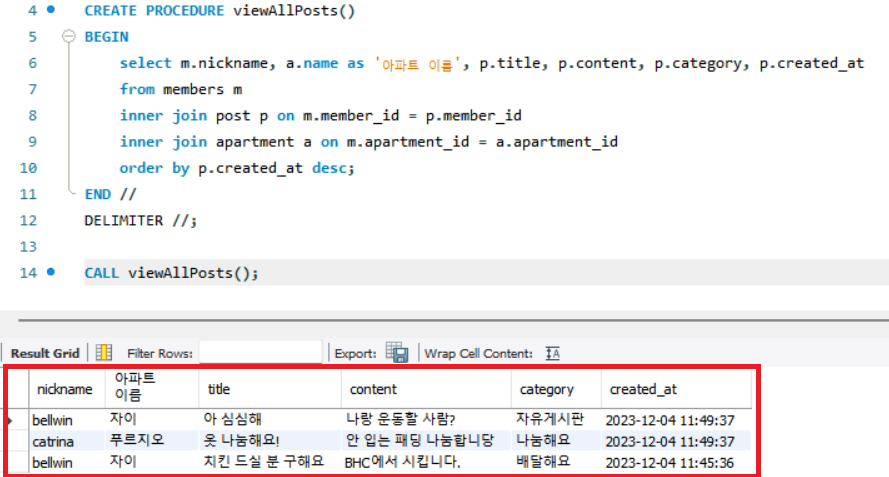 4 CREATE PROCEDURE viewAllPosts()
5 BEGIN
6 select m.nickname, a.name as '아파트 이름', p.title, p.content, p.category, p.created_at
7 from members m
8 inner join post p on m.member_id = p.member_id
9 inner join apartment a on m.apartment_id = a.apartment_id
10 order by p.created_at desc;
11 END //
12 DELIMITER //;
13
14 CALL viewAllPosts();
Result Grid Filter Rows: Export: Wrap Cell Content: IA
nickname 아파트 이름 title content category created_at
bellwin 자이 아 심심해 나랑 운동할 사람? 자유게시판 2023-12-04 11:49:37
catrina 푸르지오 옷 나눔해요! 안 입는 패딩 나눔합니당 나눔해요 2023-12-04 11:49:37
bellwin 자이 치킨 드실 분 구해요 BHC에서 시킵니다. 배달해요 2023-12-04 11:45:36